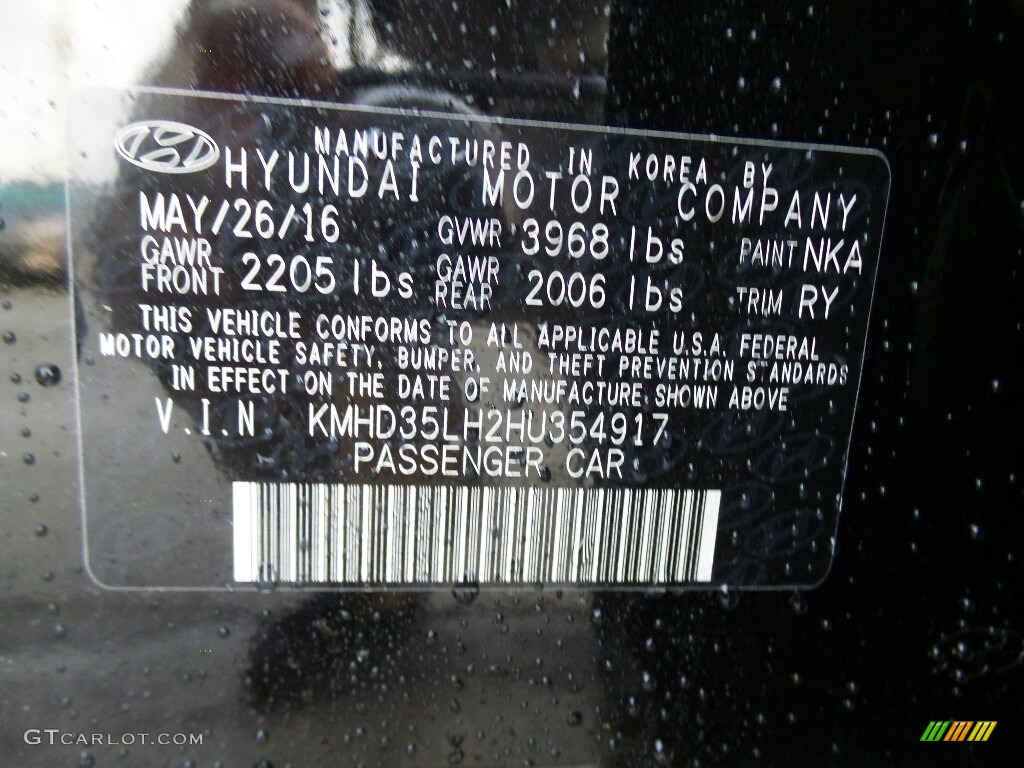 MANUFACTURED IN KOREA BY
HYUNDAI MOTOR COMPANY
MAY/26/16 GVWR 3968 lbs PAINT NKA
GAWR FRONT 2205 lbs GAWR REAR 2006 lbs TRIM RY
THIS VEHICLE CONFORMS TO ALL APPLICABLE U.S.A. FEDERAL
MOTOR VEHICLE SAFETY, BUMPER, AND THEFT PREVENTION STANDARDS
IN EFFECT ON THE DATE OF MANUFACTURE SHOWN ABOVE
V.I.N KMHD35LH2HU354917
PASSENGER CAR
GTCARLOT.COM